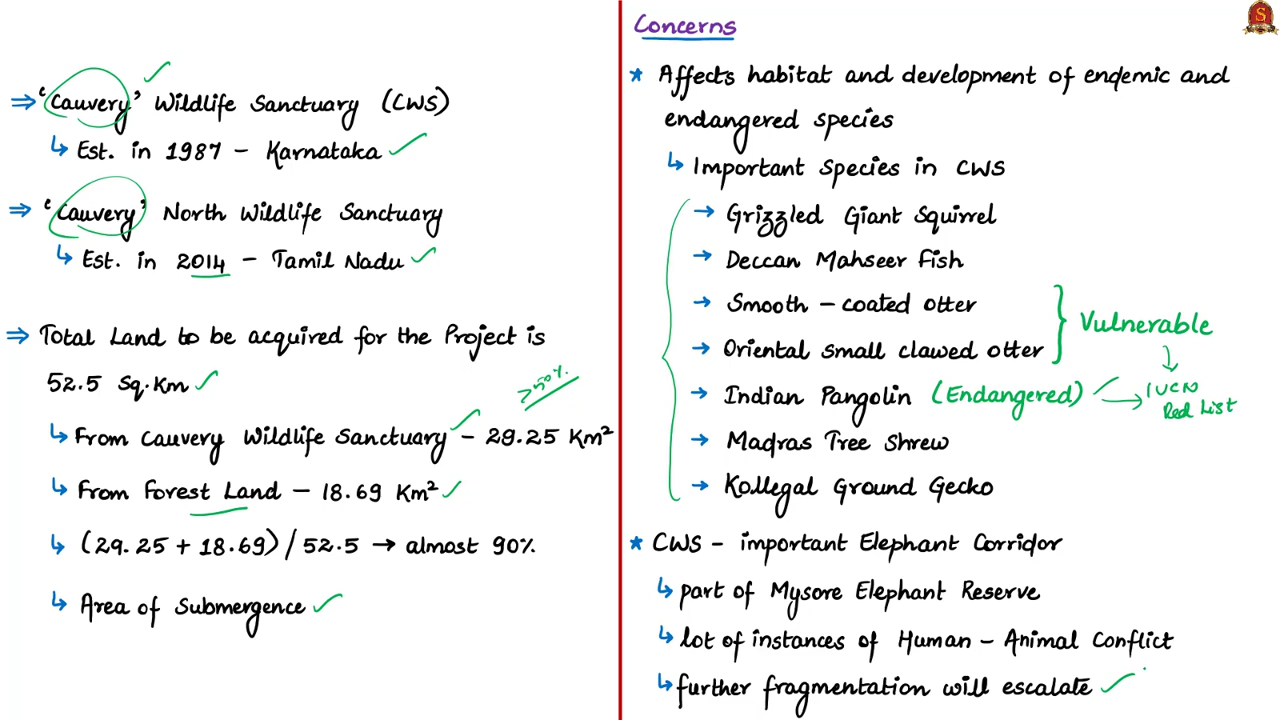 ⇒ 'Cauvery' Wildlife Sanctuary (CWS)
↳ Est. in 1987 – Karnataka
⇒ 'Cauvery' North Wildlife Sanctuary
↳ Est. in 2014 – Tamil Nadu
⇒ Total Land to be acquired for the Project is
52.5 Sq.Km
>50%
↳ From Cauvery Wildlife Sanctuary – 29.25 Km²
↳ From Forest Land – 18.69 Km²
↳ (29.25 + 18.69) / 52.5 → almost 90%
↳ Area of Submergence
Concerns
* Affects habitat and development of endemic and
endangered species
↳ Important Species in CWS
→ Grizzled Giant Squirrel
→ Deccan Mahseer Fish
→ Smooth – coated otter
→ Oriental small clawed otter
Vulnerable
→ Indian Pangolin (Endangered) → IUCN
Red List
→ Madras Tree Shrew
→ Kollegal Ground Gecko
* CWS – important Elephant Corridor
↳ part of Mysore Elephant Reserve
↳ lot of instances of Human – Animal Conflict
↳ further fragmentation will escalate
S